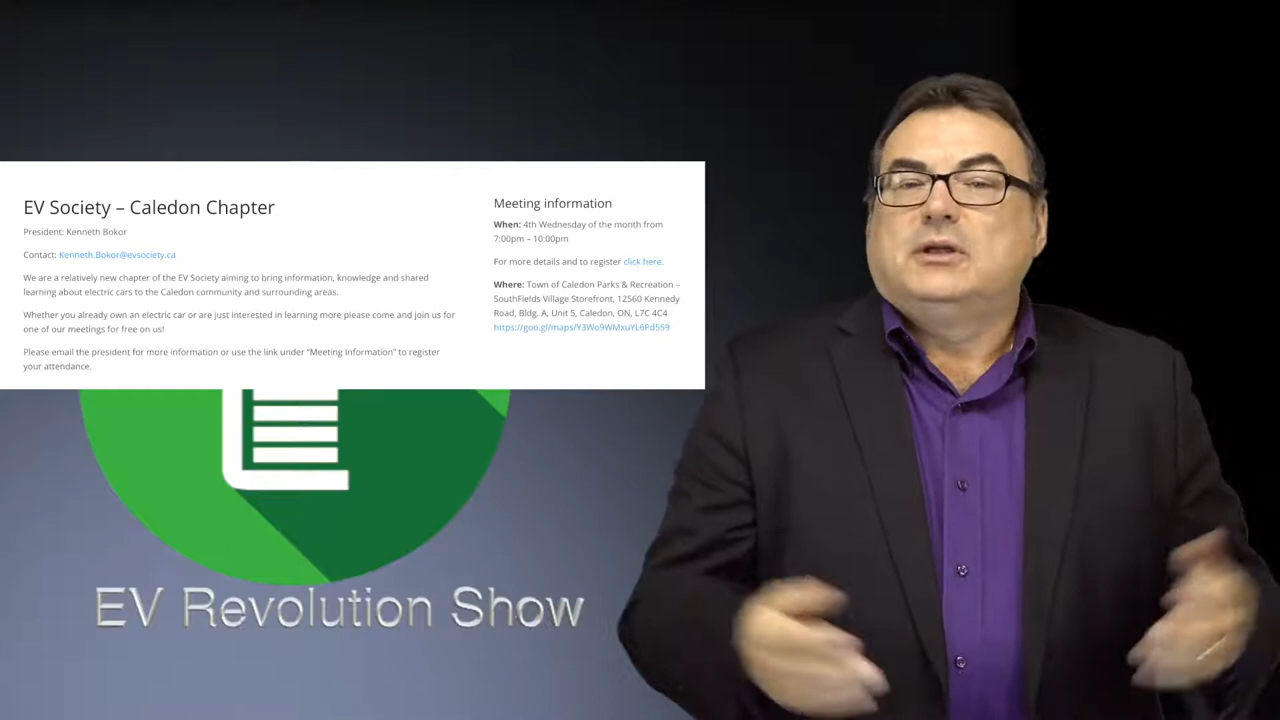 EV Society – Caledon Chapter
President: Kenneth Bokor
Contact: Kenneth.Bokor@evsociety.ca
We are a relatively new chapter of the EV Society aiming to bring information, knowledge and shared
learning about electric cars to the Caledon community and surrounding areas.
Whether you already own an electric car or are just interested in learning more please come and join us for
one of our meetings for free on us!
Please email the president for more information or use the link under “Meeting Information” to register
your attendance.
Meeting information
When: 4th Wednesday of the month from
7:00pm – 10:00pm
For more details and to register click here.
Where: Town of Caledon Parks & Recreation –
SouthFields Village Storefront, 12560 Kennedy
Road, Bldg. A, Unit 5, Caledon, ON, L7C 4C4
https://goo.gl/maps/Y3Wo9WMxuYL6Pd559
EV Revolution Show